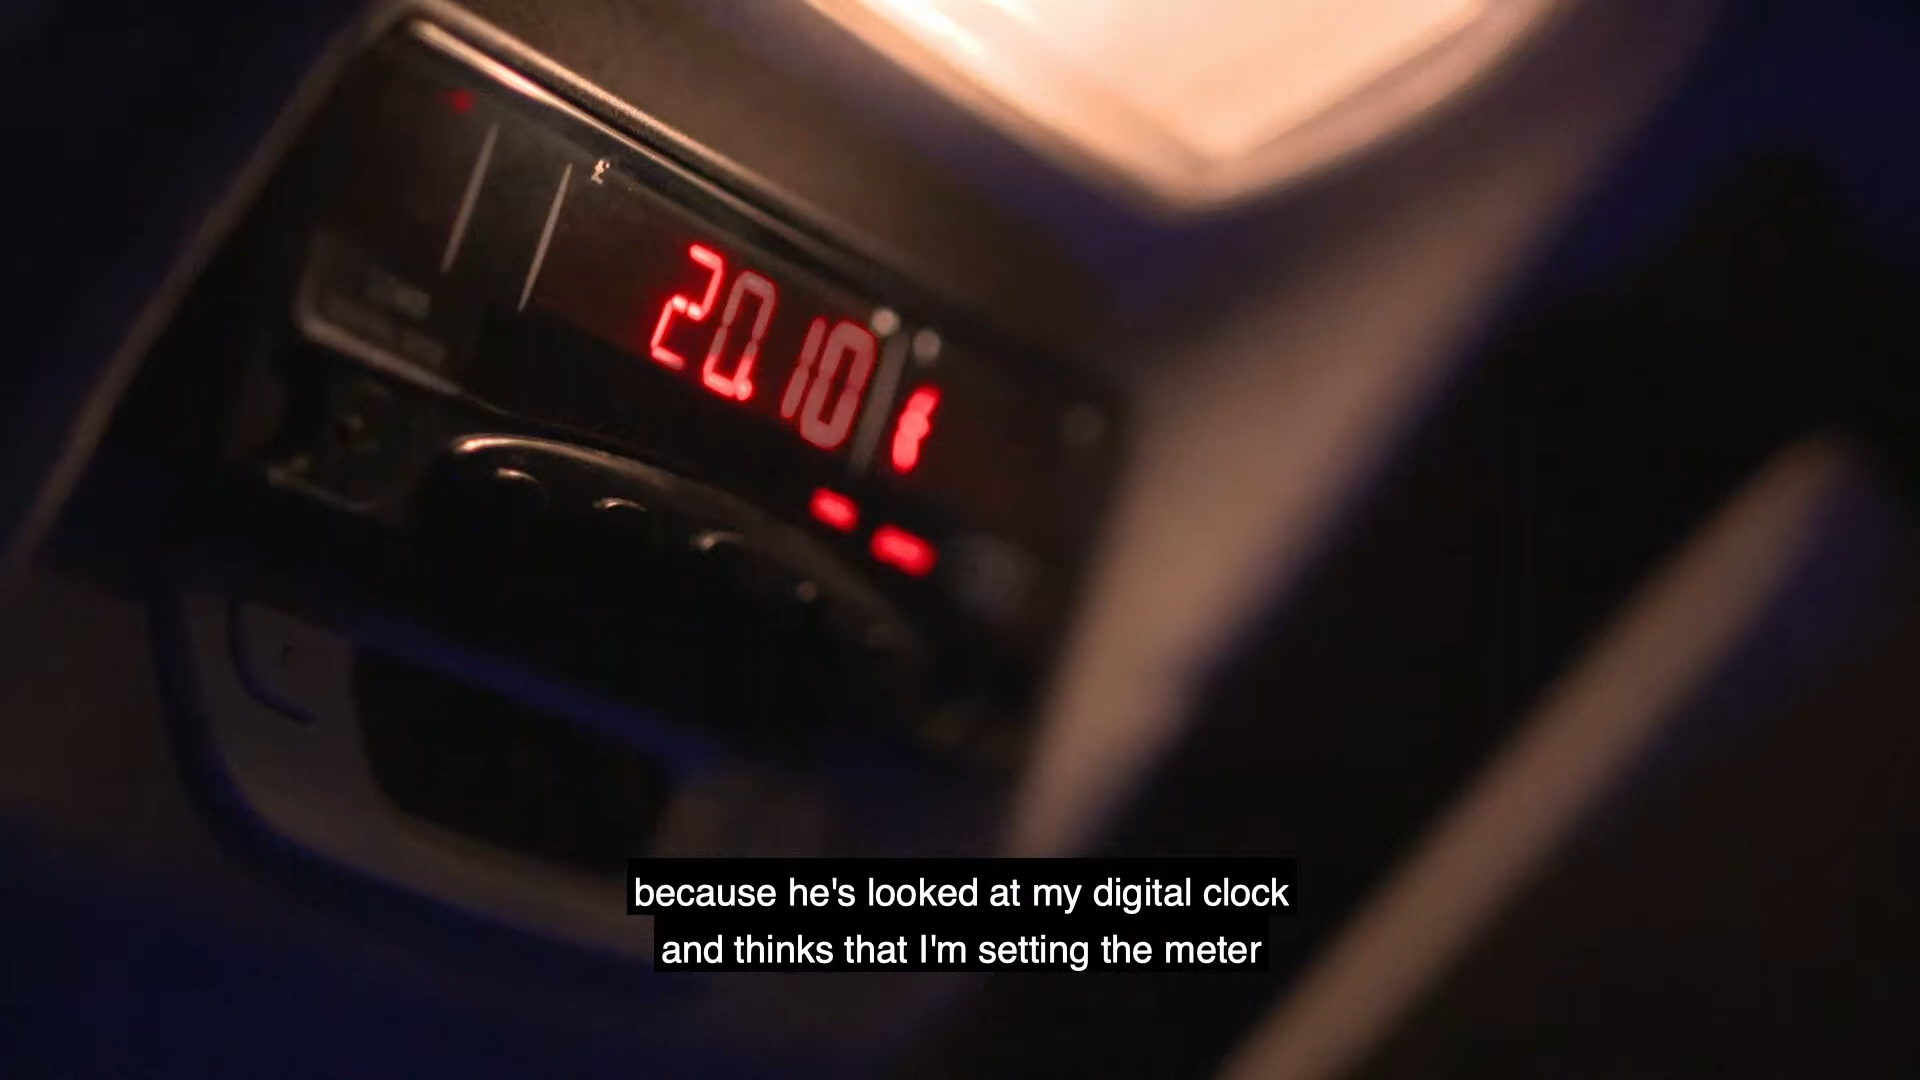 £
20.10
because he's looked at my digital clock
and thinks that I'm setting the meter